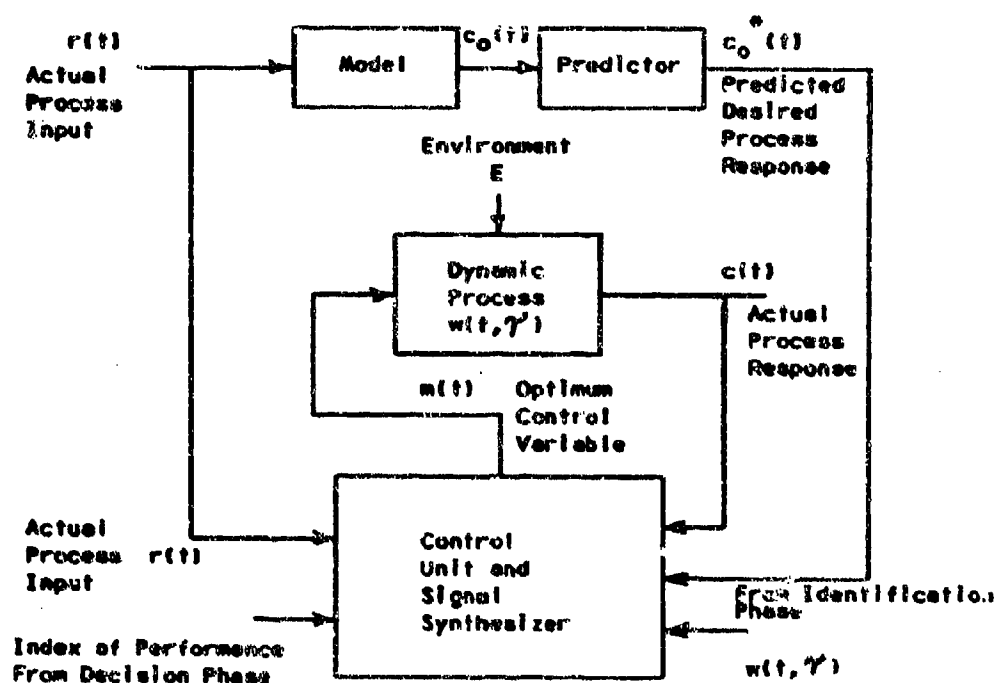 r(t)
Actual
Process
Input
Model
c₀(t)
Predictor
c₀*(t)
Predicted
Desired
Process
Response
Environment
E
Dynamic
Process
w(t,γ)
c(t)
Actual
Process
Response
m(t) Optimum
Control
Variable
Actual
Process r(t)
Input
Control
Unit and
Signal
Synthesizer
From Identification
Phase
Index of Performance
From Decision Phase
w(t,γ)